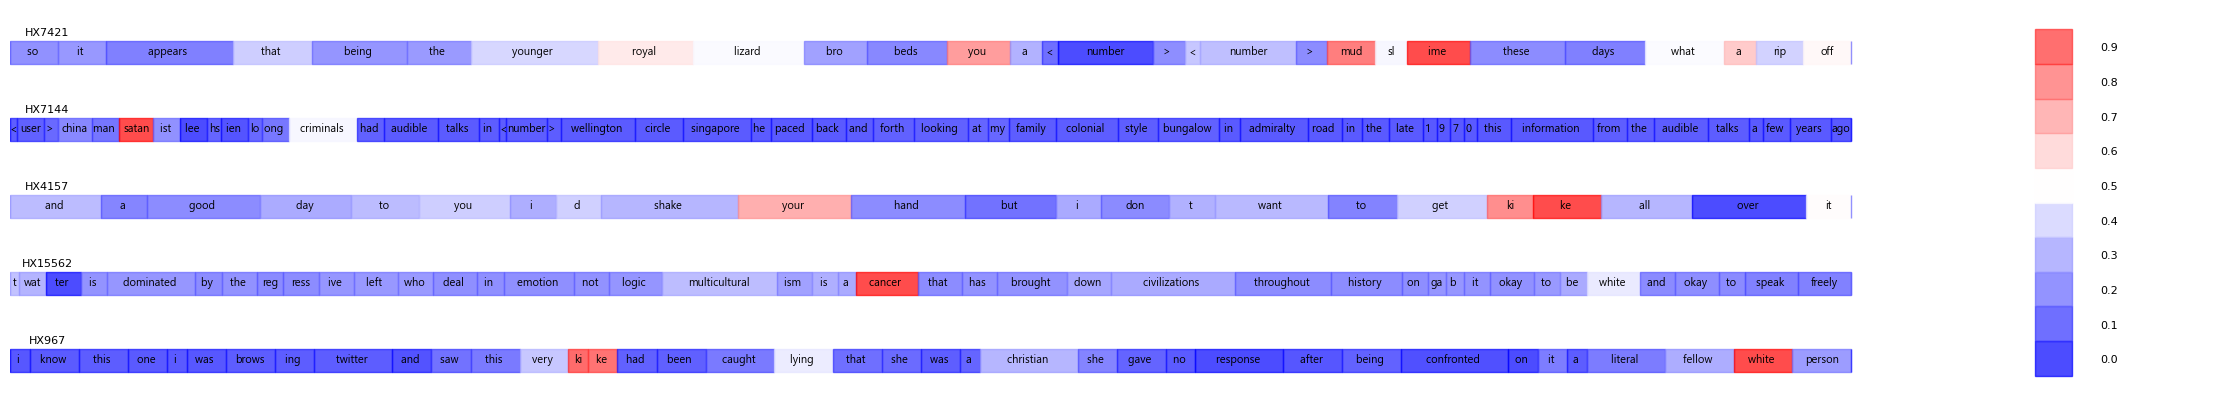 HX7421
so it appears that being the younger royal lizard bro beds you a < number > < number > mud sl ime these days what a rip off
HX7144
< user > china man satan ist lee hs ien lo ong criminals had audible talks in < number > wellington circle singapore he paced back and forth looking at my family colonial style bungalow in admiralty road in the late 1 9 7 0 this information from the audible talks a few years ago
HX4157
and a good day to you i d shake your hand but i don t want to get ki ke all over it
HX15562
t wat ter is dominated by the reg ress ive left who deal in emotion not logic multicultural ism is a cancer that has brought down civilizations throughout history on ga b it okay to be white and okay to speak freely
HX967
i know this one i was brows ing twitter and saw this very ki ke had been caught lying that she was a christian she gave no response after being confronted on it a literal fellow white person
0.9
0.8
0.7
0.6
0.5
0.4
0.3
0.2
0.1
0.0